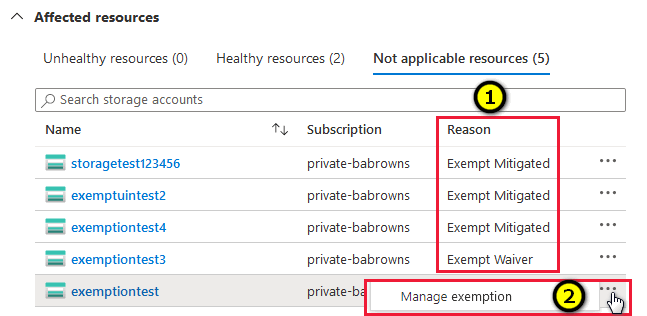 Affected resources
Unhealthy resources (0) Healthy resources (2) Not applicable resources (5)
Search storage accounts
1
Name Subscription Reason
storagetest123456 private-babrowns Exempt Mitigated
exemptuintest2 private-babrowns Exempt Mitigated
exemptiontest4 private-babrowns Exempt Mitigated
exemptiontest3 private-babrowns Exempt Waiver
exemptiontest private-ba Manage exemption 2